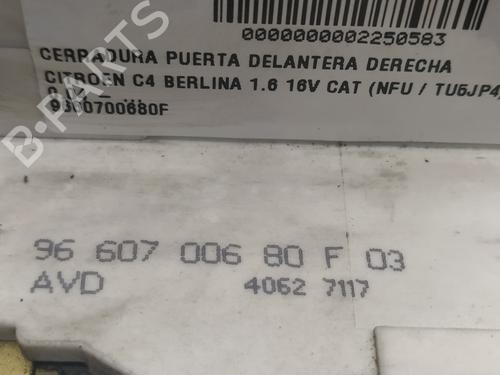 0000000002250583
CERRADURA PUERTA DELANTERA DERECHA
CITROEN C4 BERLINA 1.6 16V CAT (NFU / TU5JP4)
B-PARTS
96 607 006 80 F 03
AVD 4062 7117